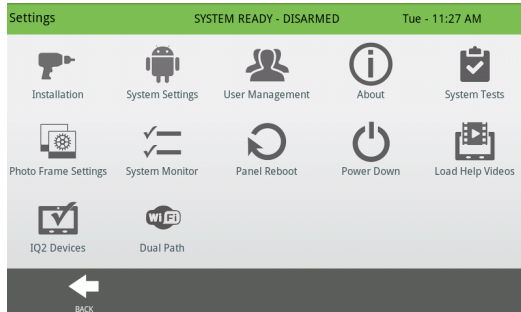 Settings SYSTEM READY - DISARMED Tue - 11:27 AM
Installation System Settings User Management About System Tests
Photo Frame Settings System Monitor Panel Reboot Power Down Load Help Videos
WiFi
IQ2 Devices Dual Path
BACK